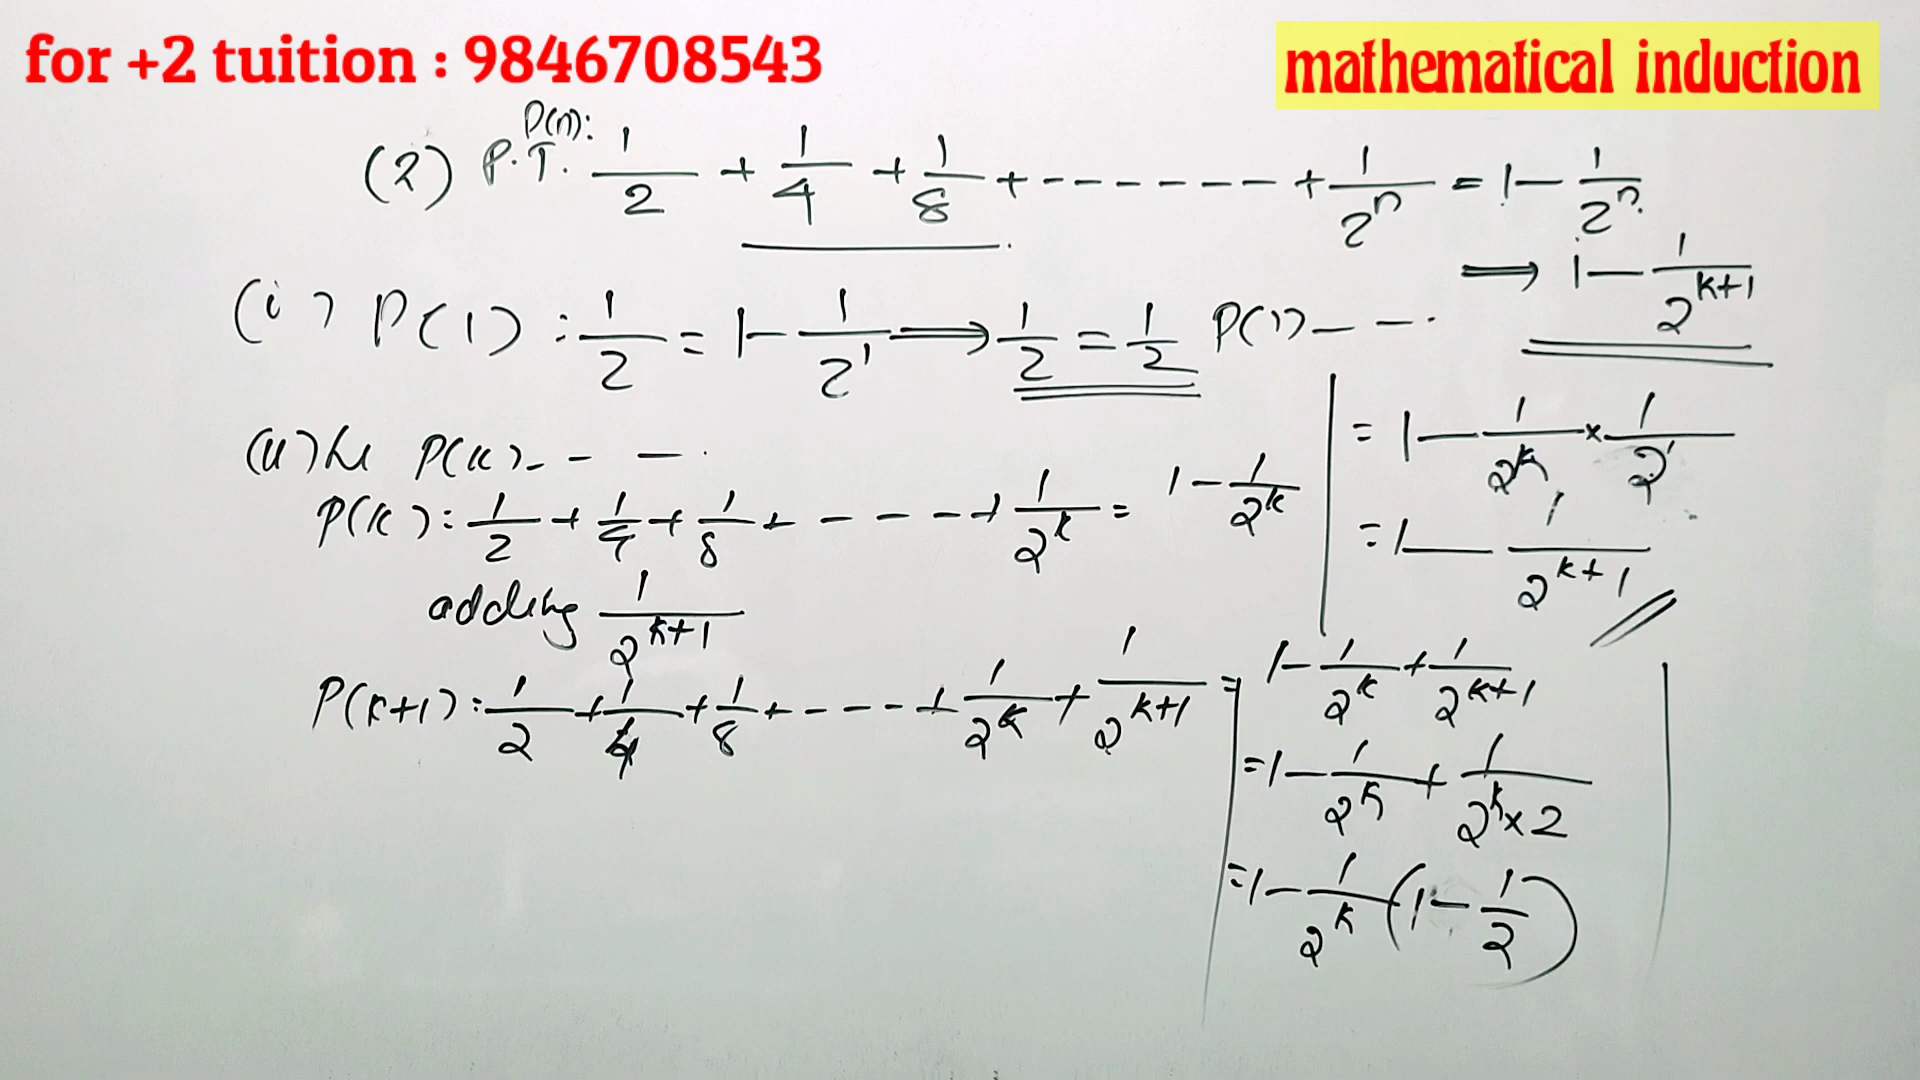 for +2 tuition : 9846708543
mathematical induction
P(n):
(2) P.T. 1/2 + 1/4 + 1/8 + - - - - - - - + 1/2^n = 1 - 1/2^n.
⟹ 1 - 1/2^(k+1)
(i) P(1) : 1/2 = 1 - 1/2^1 ⟹ 1/2 = 1/2 P(1) - - - .
(ii) P(k) - - - .
P(k) : 1/2 + 1/4 + 1/8 + - - - - + 1/2^k = 1 - 1/2^k
adding 1/2^(k+1)
P(k+1) : 1/2 + 1/4 + 1/8 + - - - - + 1/2^k + 1/2^(k+1) = 1 - 1/2^k + 1/2^(k+1)
= 1 - 1/2^k + 1/(2^k × 2)
= 1 - 1/2^k (1 - 1/2)
= 1 - 1/2^k × 1/2^1
= 1 - 1/2^(k+1)